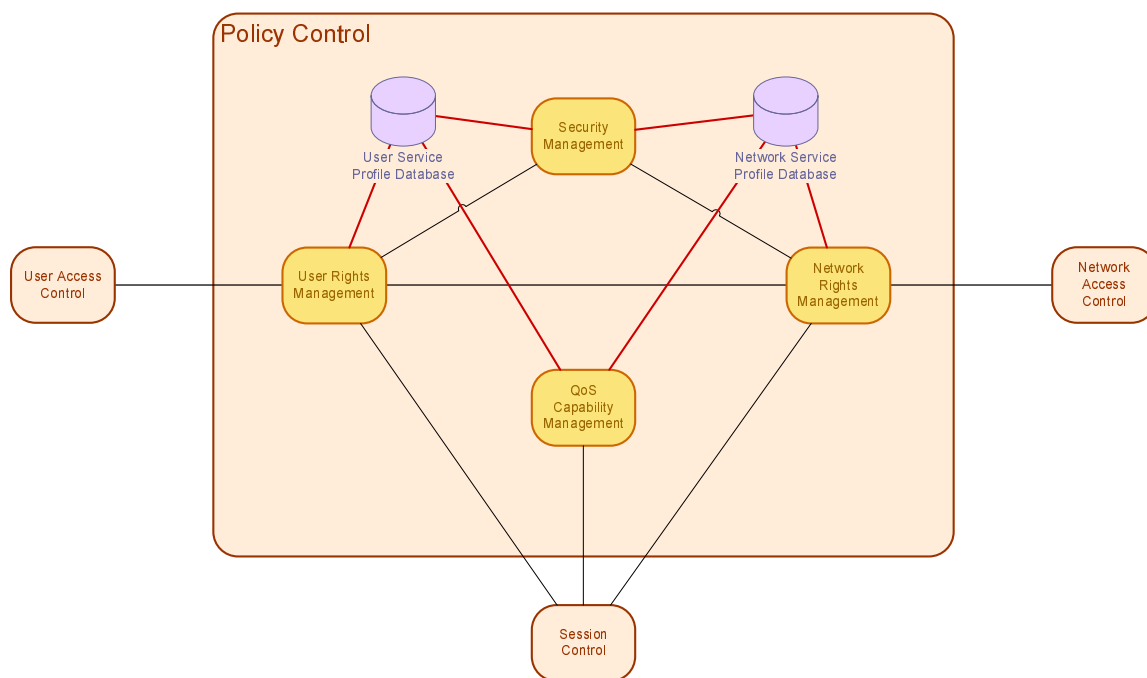 Policy Control
Security
Management
User Service
Profile Database
Network Service
Profile Database
User Access
Control
User Rights
Management
Network
Rights
Management
Network
Access
Control
QoS
Capability
Management
Session
Control